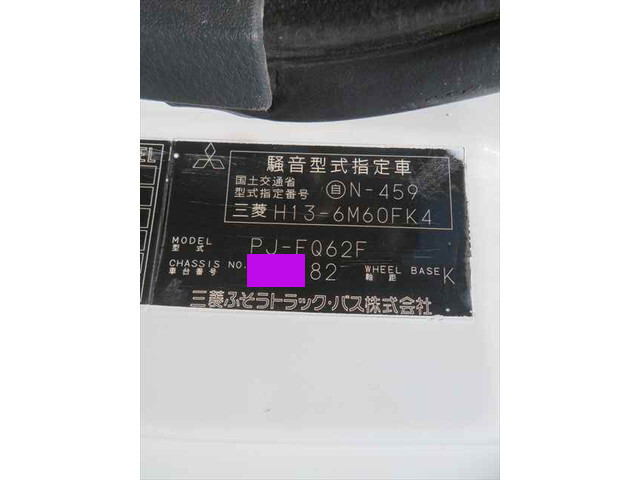 騒音型式指定車
国土交通省
型式指定番号 自 N-459
三菱 H13-6M60FK4
MODEL
型式 PJ-FQ62F
CHASSIS NO. 82 WHEEL BASE K
車台番号 軸距
三菱ふそうトラック・バス株式会社
EL